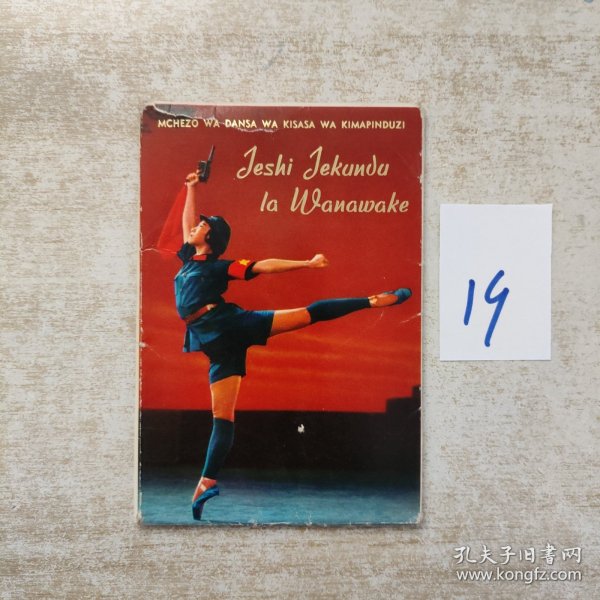 MCHEZO WA DANSA WA KISASA WA KIMAPINDUZI
Jeshi Jekundu
la Wanawake
19
孔夫子旧书网
www.kongfz.com